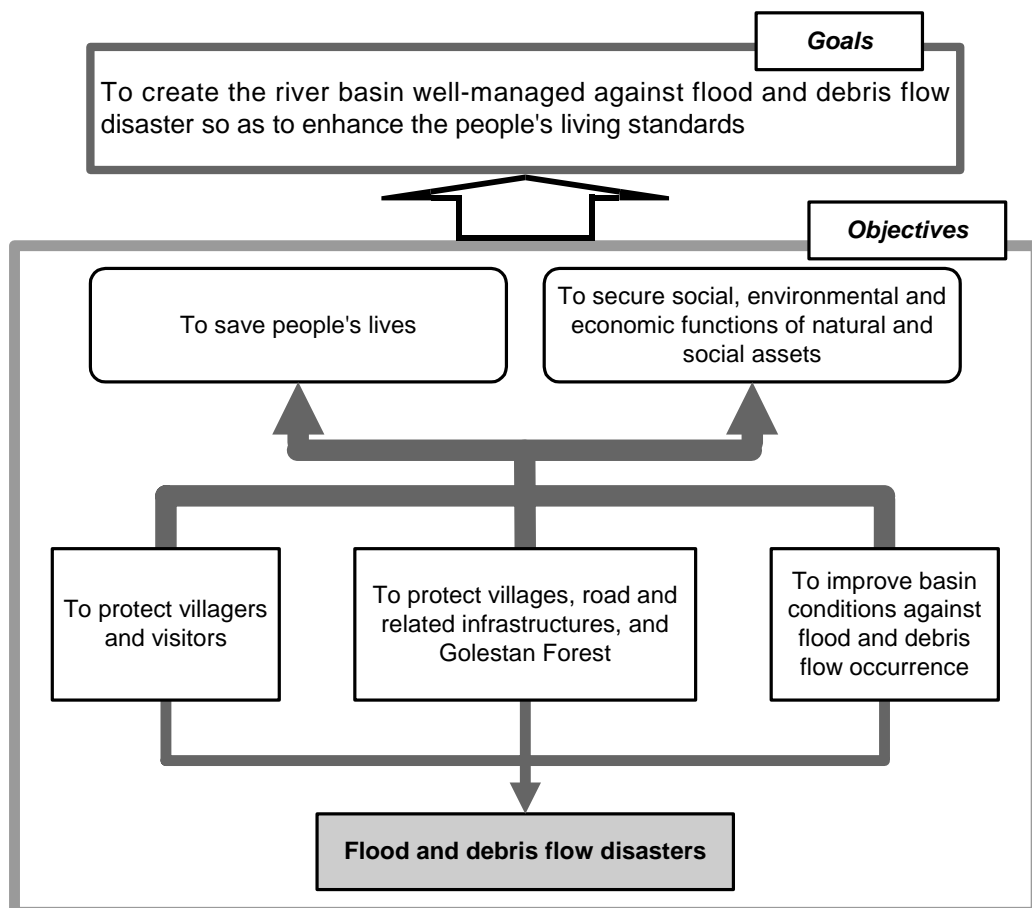 Goals
To create the river basin well-managed against flood and debris flow
disaster so as to enhance the people's living standards
Objectives
To save people's lives
To secure social, environmental and
economic functions of natural and
social assets
To protect villagers
and visitors
To protect villages, road and
related infrastructures, and
Golestan Forest
To improve basin
conditions against
flood and debris
flow occurrence
Flood and debris flow disasters